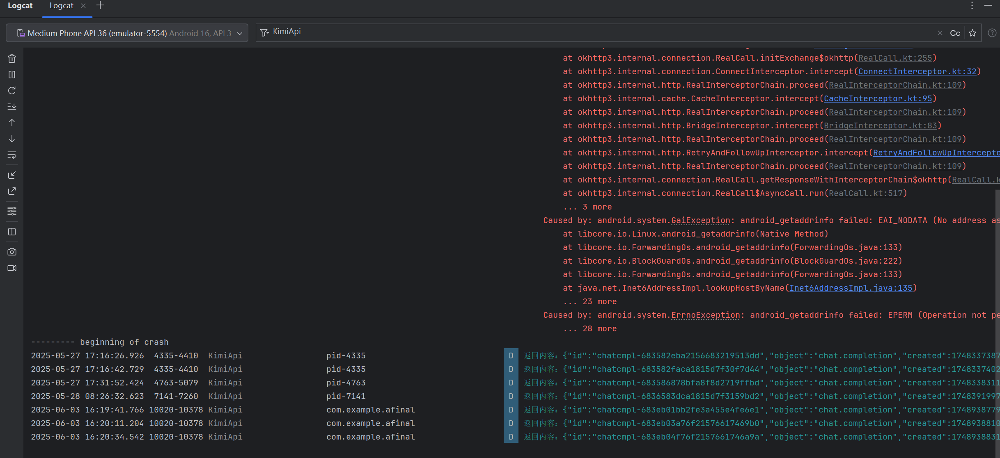 Logcat Logcat
Medium Phone API 36 (emulator-5554) Android 16, API 3
KimiApi
Cc
at okhttp3.internal.connection.RealCall.initExchange$okhttp(RealCall.kt:255)
at okhttp3.internal.connection.ConnectInterceptor.intercept(ConnectInterceptor.kt:32)
at okhttp3.internal.http.RealInterceptorChain.proceed(RealInterceptorChain.kt:109)
at okhttp3.internal.cache.CacheInterceptor.intercept(CacheInterceptor.kt:95)
at okhttp3.internal.http.RealInterceptorChain.proceed(RealInterceptorChain.kt:109)
at okhttp3.internal.http.BridgeInterceptor.intercept(BridgeInterceptor.kt:83)
at okhttp3.internal.http.RealInterceptorChain.proceed(RealInterceptorChain.kt:109)
at okhttp3.internal.http.RetryAndFollowUpInterceptor.intercept(RetryAndFollowUpIntercepto
at okhttp3.internal.http.RealInterceptorChain.proceed(RealInterceptorChain.kt:109)
at okhttp3.internal.connection.RealCall.getResponseWithInterceptorChain$okhttp(RealCall.k
at okhttp3.internal.connection.RealCall$AsyncCall.run(RealCall.kt:517)
... 3 more
Caused by: android.system.GaiException: android_getaddrinfo failed: EAI_NODATA (No address as
at libcore.io.Linux.android_getaddrinfo(Native Method)
at libcore.io.ForwardingOs.android_getaddrinfo(ForwardingOs.java:133)
at libcore.io.BlockGuardOs.android_getaddrinfo(BlockGuardOs.java:222)
at libcore.io.ForwardingOs.android_getaddrinfo(ForwardingOs.java:133)
at java.net.Inet6AddressImpl.lookupHostByName(Inet6AddressImpl.java:135)
... 23 more
Caused by: android.system.ErrnoException: android_getaddrinfo failed: EPERM (Operation not pe
... 28 more
--------- beginning of crash
2025-05-27 17:16:26.926 4335-4410 KimiApi pid-4335 D 返回内容：{"id":"chatcmpl-683582eba2156683219513dd","object":"chat.completion","created":1748337387
2025-05-27 17:16:42.729 4335-4410 KimiApi pid-4335 D 返回内容：{"id":"chatcmpl-683582faca1815d7f30f7d44","object":"chat.completion","created":1748337402
2025-05-27 17:31:52.424 4763-5079 KimiApi pid-4763 D 返回内容：{"id":"chatcmpl-683586878bfa8f8d2719ffbd","object":"chat.completion","created":1748338311
2025-05-28 08:26:32.623 7141-7260 KimiApi pid-7141 D 返回内容：{"id":"chatcmpl-6836583dca1815d7f3159bd2","object":"chat.completion","created":1748391997
2025-06-03 16:19:41.766 10020-10378 KimiApi com.example.afinal D 返回内容：{"id":"chatcmpl-683eb01bb2fe3a455e4fe6e1","object":"chat.completion","created":1748938779
2025-06-03 16:20:11.204 10020-10378 KimiApi com.example.afinal D 返回内容：{"id":"chatcmpl-683eb03a76f21576617469b0","object":"chat.completion","created":1748938810
2025-06-03 16:20:34.542 10020-10378 KimiApi com.example.afinal D 返回内容：{"id":"chatcmpl-683eb04f76f2157661746a9a","object":"chat.completion","created":1748938831